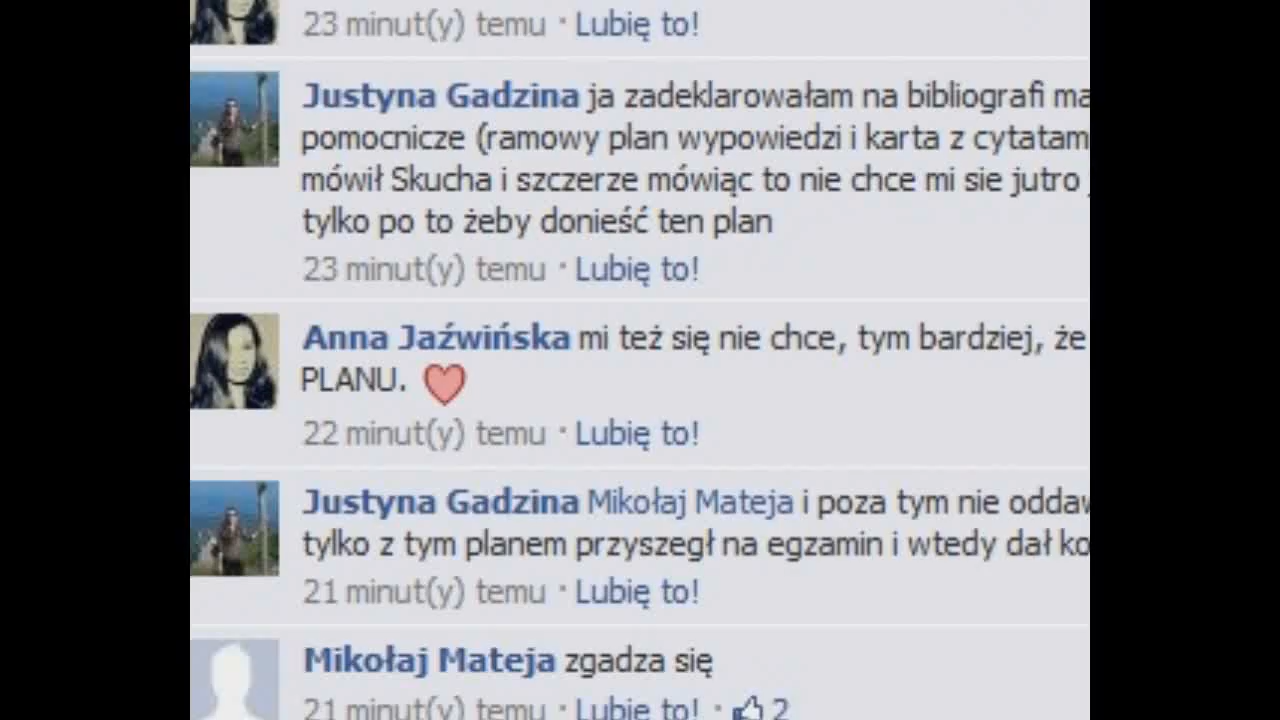 23 minut(y) temu · Lubię to!
Justyna Gadzina ja zadeklarowałam na bibliografi
pomocnicze (ramowy plan wypowiedzi i karta z cytatam
mówił Skucha i szczerze mówiąc to nie chce mi sie jutro
tylko po to żeby donieść ten plan
23 minut(y) temu · Lubię to!
Anna Jaźwińska mi też się nie chce, tym bardziej, że
PLANU.
22 minut(y) temu · Lubię to!
Justyna Gadzina Mikołaj Mateja i poza tym nie oddaw
tylko z tym planem przyszegł na egzamin i wtedy dał ko
21 minut(y) temu · Lubię to!
Mikołaj Mateja zgadza się
21 minut(y) temu · Lubię to! · 2